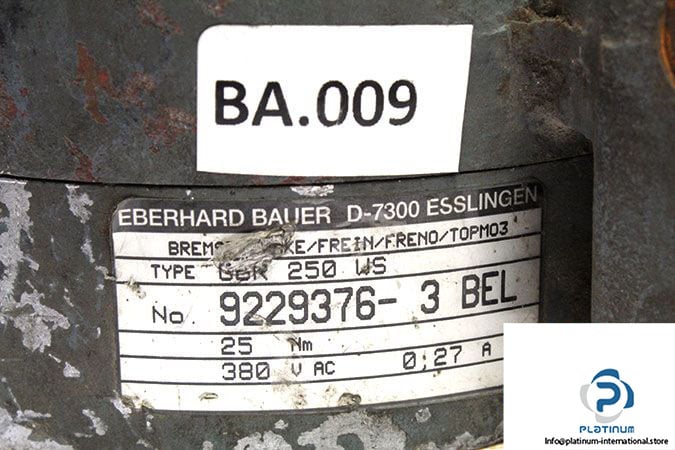 BA.009
EBERHARD BAUER D-7300 ESSLINGEN
/FREIN/FRENO/TOPMO3
TYPE 250 WS
No. 9229376- 3 BEL
25 Nm
380 V AC 0,27 A
PLATINUM
Info@platinum-international.store